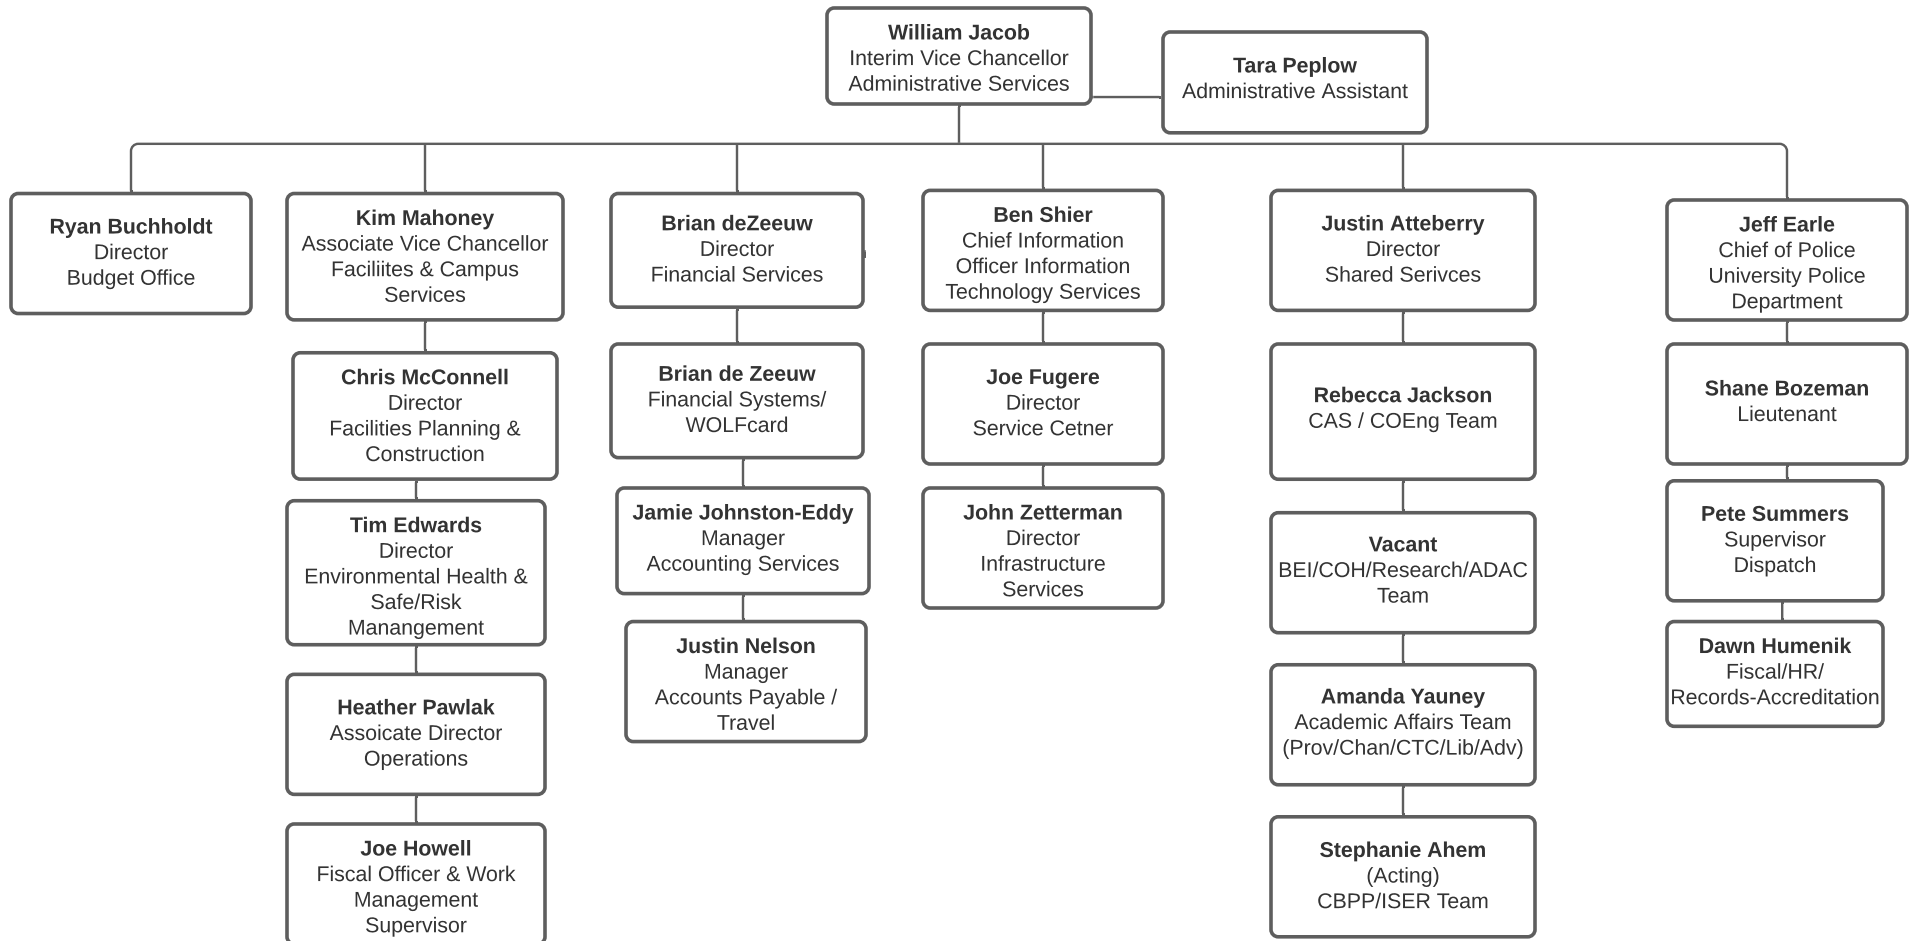 William Jacob
Interim Vice Chancellor
Administrative Services
Tara Peplow
Administrative Assistant
Ryan Buchholdt
Director
Budget Office
Kim Mahoney
Associate Vice Chancellor
Faciliites & Campus
Services
Chris McConnell
Director
Facilities Planning &
Construction
Tim Edwards
Director
Environmental Health &
Safe/Risk
Manangement
Heather Pawlak
Assoicate Director
Operations
Joe Howell
Fiscal Officer & Work
Management
Supervisor
Brian deZeeuw
Director
Financial Services
Brian de Zeeuw
Financial Systems/
WOLFcard
Jamie Johnston-Eddy
Manager
Accounting Services
Justin Nelson
Manager
Accounts Payable /
Travel
Ben Shier
Chief Information
Officer Information
Technology Services
Joe Fugere
Director
Service Cetner
John Zetterman
Director
Infrastructure
Services
Justin Atteberry
Director
Shared Serivces
Rebecca Jackson
CAS / COEng Team
Vacant
BEI/COH/Research/ADAC
Team
Amanda Yauney
Academic Affairs Team
(Prov/Chan/CTC/Lib/Adv)
Stephanie Ahem
(Acting)
CBPP/ISER Team
Jeff Earle
Chief of Police
University Police
Department
Shane Bozeman
Lieutenant
Pete Summers
Supervisor
Dispatch
Dawn Humenik
Fiscal/HR/
Records-Accreditation